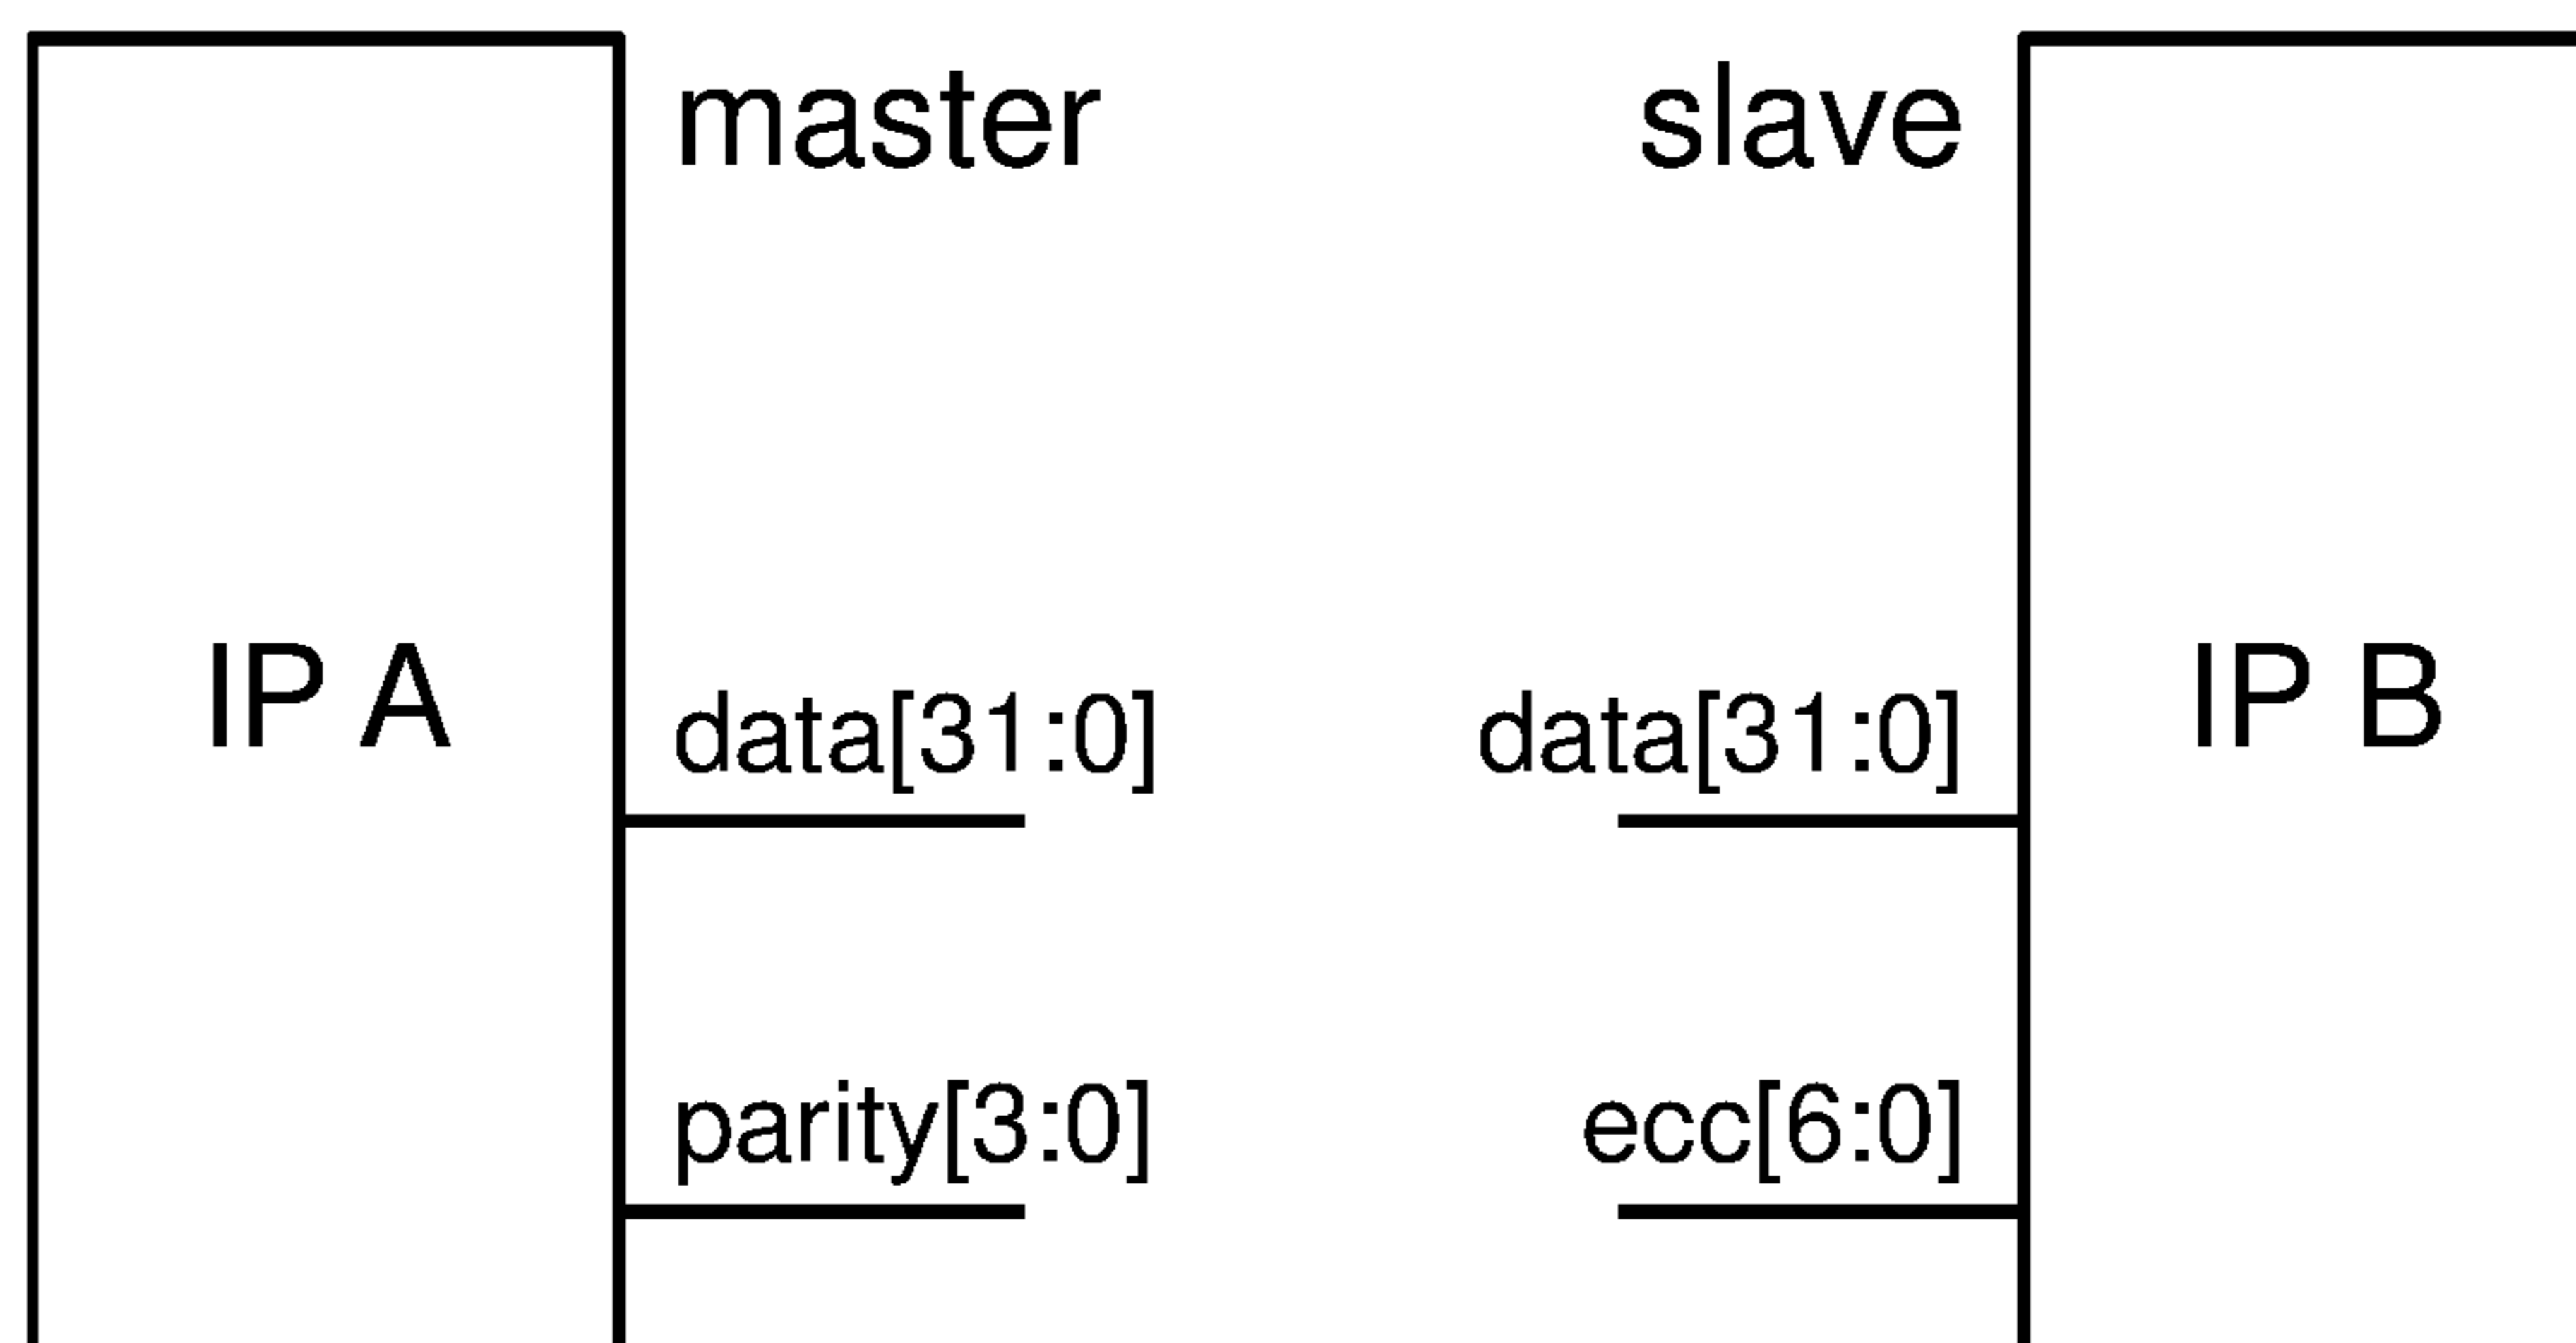 master
slave
IP A
IP B
data[31:0]
data[31:0]
parity[3:0]
ecc[6:0]